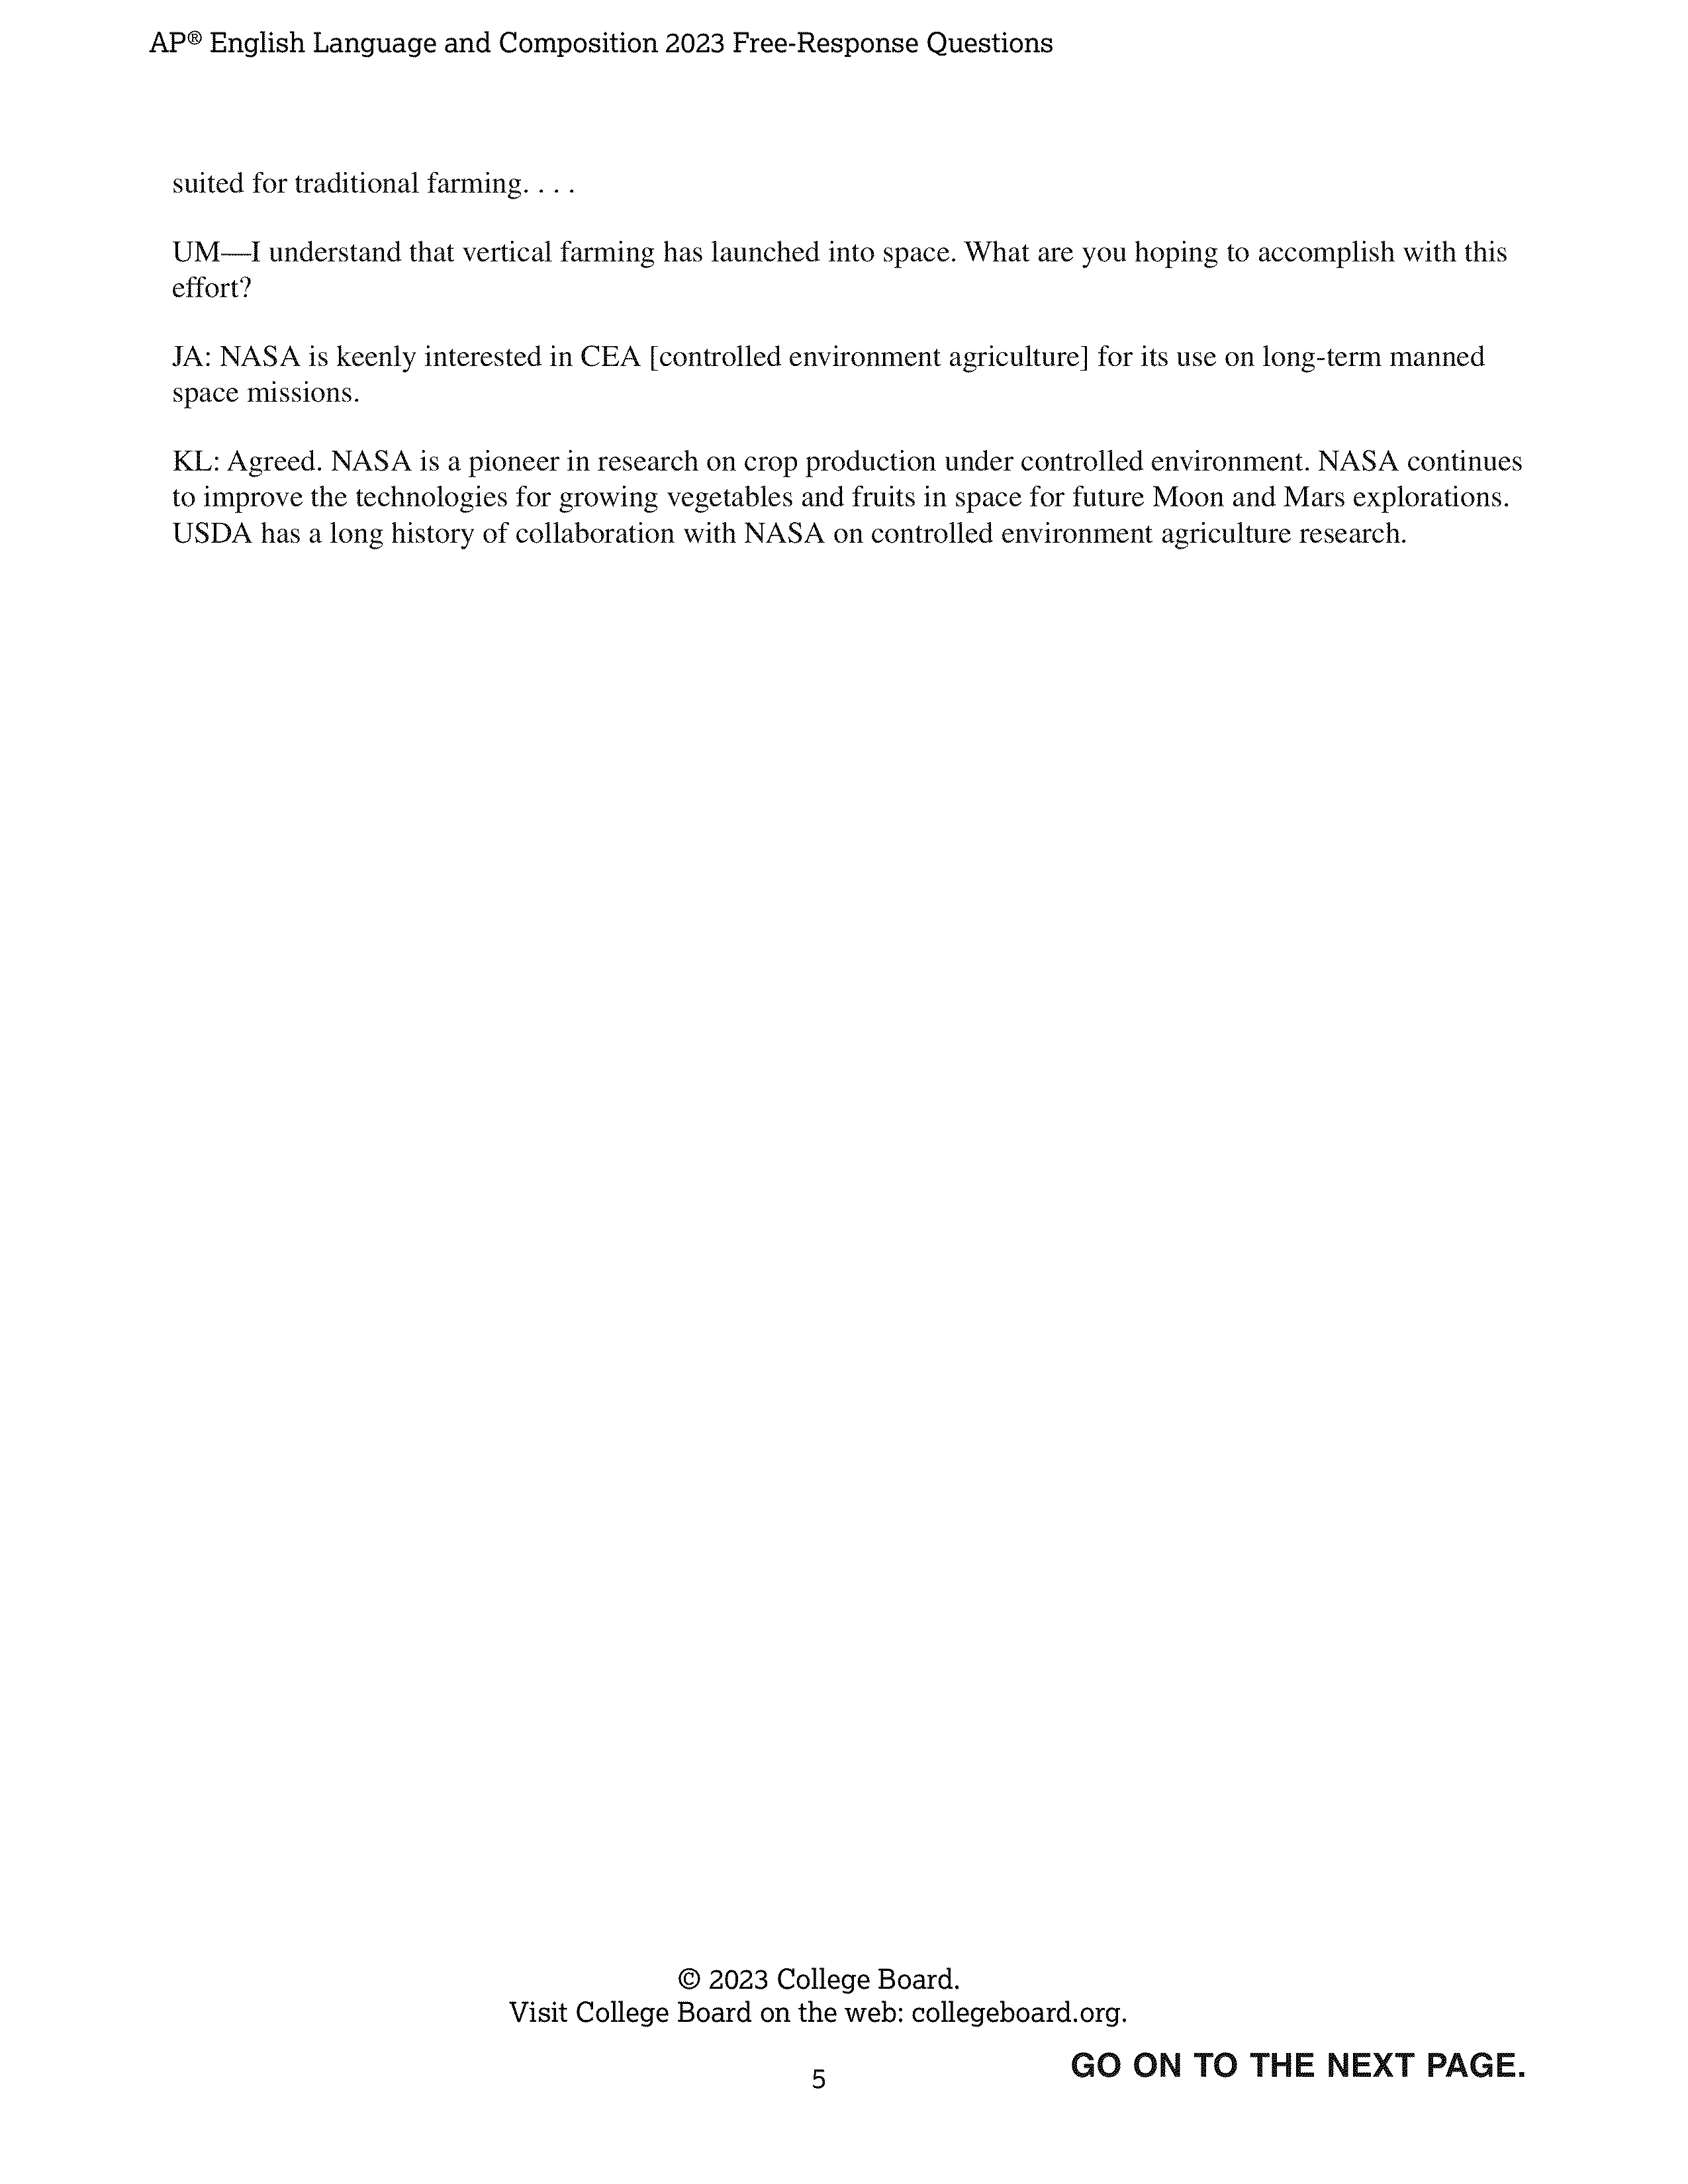 AP® English Language and Composition 2023 Free-Response Questions
suited for traditional farming. . . .
UM—I understand that vertical farming has launched into space. What are you hoping to accomplish with this
effort?
JA: NASA is keenly interested in CEA [controlled environment agriculture] for its use on long-term manned
space missions.
KL: Agreed. NASA is a pioneer in research on crop production under controlled environment. NASA continues
to improve the technologies for growing vegetables and fruits in space for future Moon and Mars explorations.
USDA has a long history of collaboration with NASA on controlled environment agriculture research.
© 2023 College Board.
Visit College Board on the web: collegeboard.org.
GO ON TO THE NEXT PAGE.
5